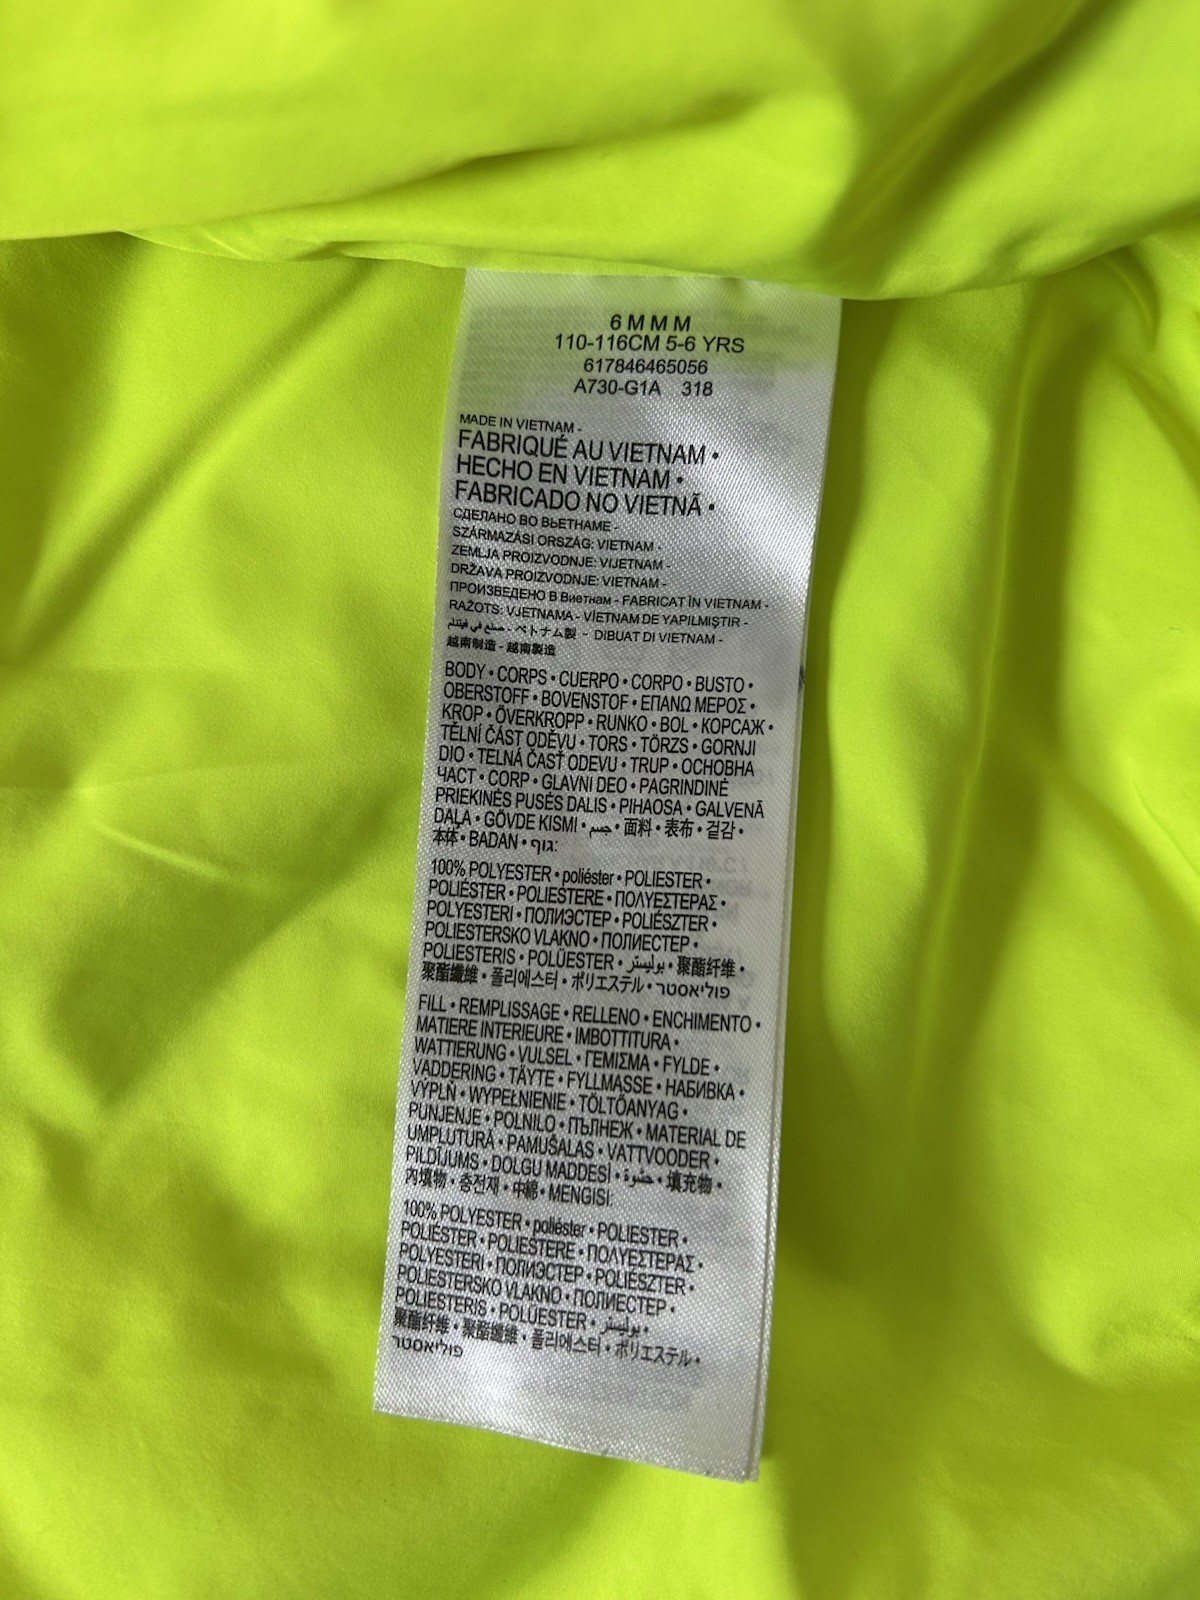 6 M M M
110-116CM 5-6 YRS
617846465056
A730-G1A 318
MADE IN VIETNAM -
FABRIQUÉ AU VIETNAM •
HECHO EN VIETNAM •
FABRICADO NO VIETNÃ •
СДЕЛАНО ВО ВЬЕТНАМЕ -
SZÁRMAZÁSI ORSZÁG: VIETNAM -
ZEMLJA PROIZVODNJE: VIJETNAM -
DRŽAVA PROIZVODNJE: VIETNAM -
ПРОИЗВЕДЕНО В Виетнам - FABRICAT ÎN VIETNAM -
RAŽOTS: VJETNAMA - VİETNAM DE YAPILMIŞTIR -
صنع في فيتنام - ベトナム製 - DIBUAT DI VIETNAM -
越南制造 - 越南製造
BODY • CORPS • CUERPO • CORPO • BUSTO •
OBERSTOFF • BOVENSTOF • ΕΠΑΝΩ ΜΕΡΟΣ •
KROP • ÖVERKROPP • RUNKO • BOL • КОРСАЖ •
TĚLNÍ ČÁST ODĚVU • TORS • TÖRZS • GORNJI
DIO • TELNÁ ČASŤ ODEVU • TRUP • ОСНОВНА
ЧАСТ • CORP • GLAVNI DEO • PAGRINDINĖ
PRIEKINĖS PUSĖS DALIS • PIHAOSA • GALVENĀ
DAĻA • GÖVDE KISMI • جسم • 面料 • 表布 • 겉감 •
本体 • BADAN • גוף:
100% POLYESTER • poliéster • POLIESTER •
POLIÉSTER • POLIESTERE • ΠΟΛΥΕΣΤΕΡΑΣ •
POLYESTERI • ПОЛИЭСТЕР • POLIÉSZTER •
POLIESTERSKO VLAKNO • ПОЛИЕСТЕР •
POLIESTERIS • POLÜESTER • بوليستر • 聚酯纤维 •
聚酯纖維 • 폴리에스터 • ポリエステル • פוליאסטר
FILL • REMPLISSAGE • RELLENO • ENCHIMENTO •
MATIERE INTERIEURE • IMBOTTITURA •
WATTIERUNG • VULSEL • ΓΕΜΙΣΜΑ • FYLDE •
VADDERING • TÄYTE • FYLLMASSE • НАБИВКА •
VÝPLŇ • WYPEŁNIENIE • TÖLTŐANYAG •
PUNJENJE • POLNILO • ПЪЛНЕЖ • MATERIAL DE
UMPLUTURĂ • PAMUŠALAS • VATTVOODER •
PILDĪJUMS • DOLGU MADDESİ • حشوة • 填充物 •
內填物 • 충전재 • 中綿 • MENGISI:
100% POLYESTER • poliéster • POLIESTER •
POLIÉSTER • POLIESTERE • ΠΟΛΥΕΣΤΕΡΑΣ •
POLYESTERI • ПОЛИЭСТЕР • POLIÉSZTER •
POLIESTERSKO VLAKNO • ПОЛИЕСТЕР •
POLIESTERIS • POLÜESTER • بوليستر •
聚酯纤维 • 聚酯纖維 • 폴리에스터 • ポリエステル •
פוליאסטר